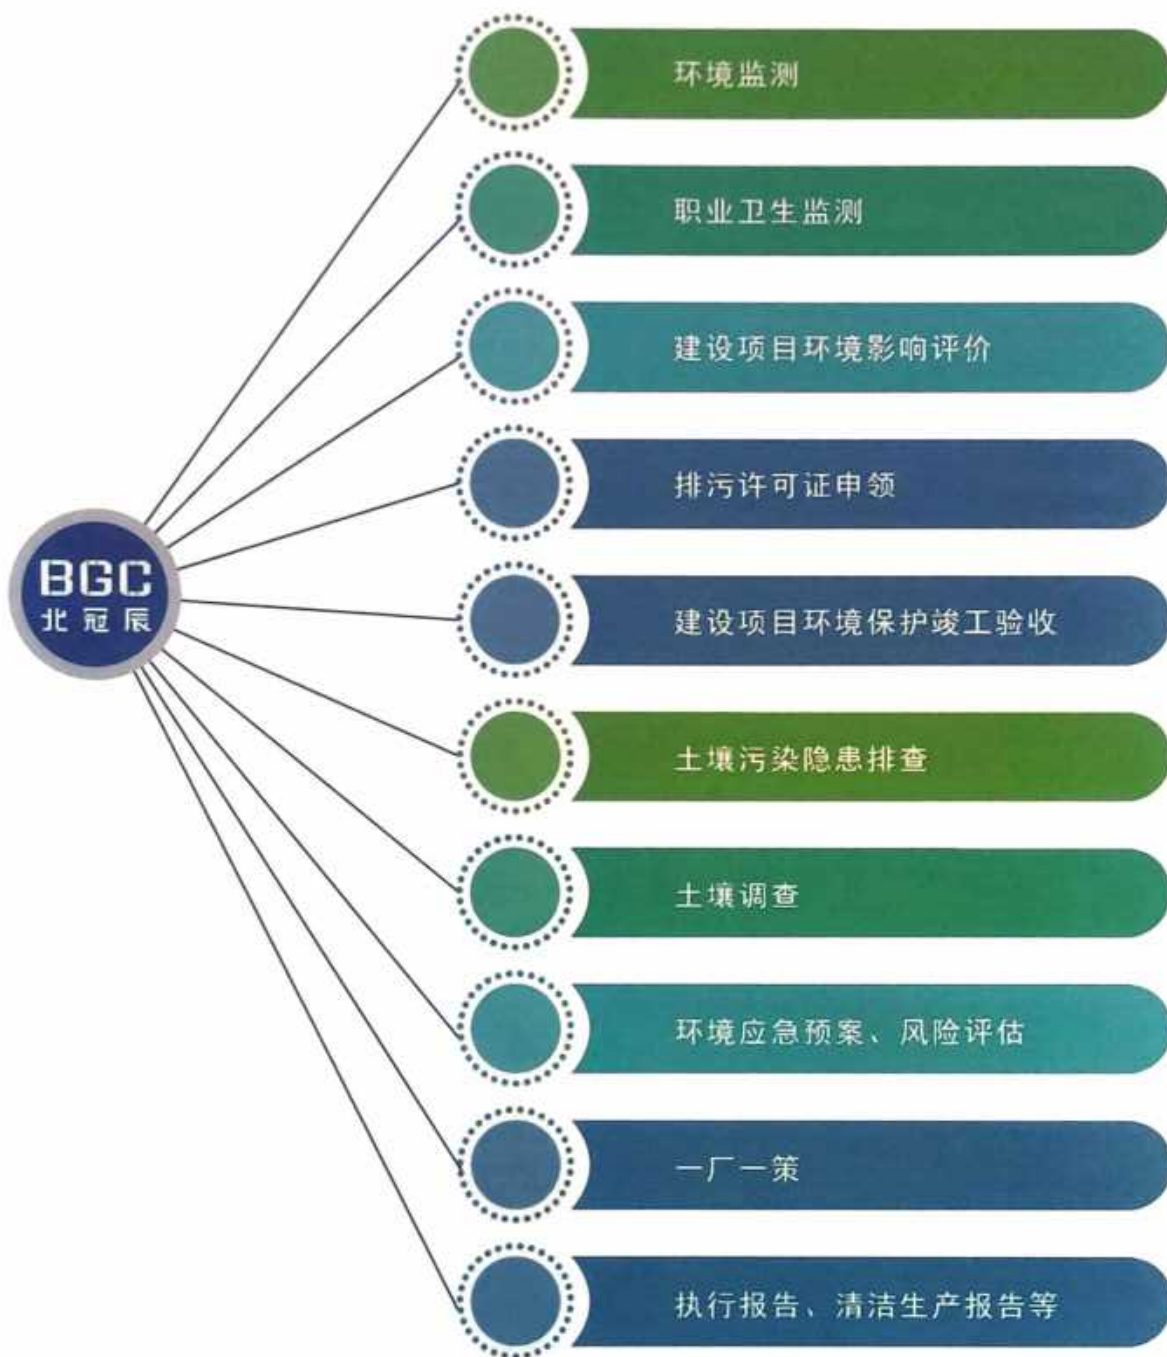 环境监测
职业卫生监测
建设项目环境影响评价
排污许可证申领
BGC
北冠辰
建设项目环境保护竣工验收
土壤污染隐患排查
土壤调查
环境应急预案、风险评估
一厂一策
执行报告、清洁生产报告等